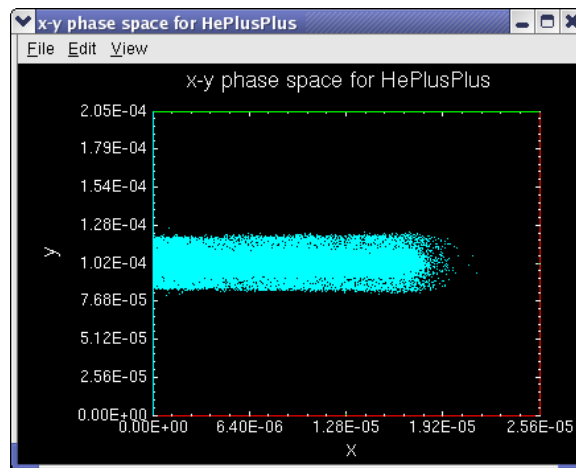 x-y phase space for HePlusPlus
File Edit View
x-y phase space for HePlusPlus
2.05E-04
1.79E-04
1.54E-04
1.28E-04
1.02E-04
7.68E-05
5.12E-05
2.56E-05
0.00E+00
y
0.00E+00 6.40E-06 1.28E-05 1.92E-05 2.56E-05
X